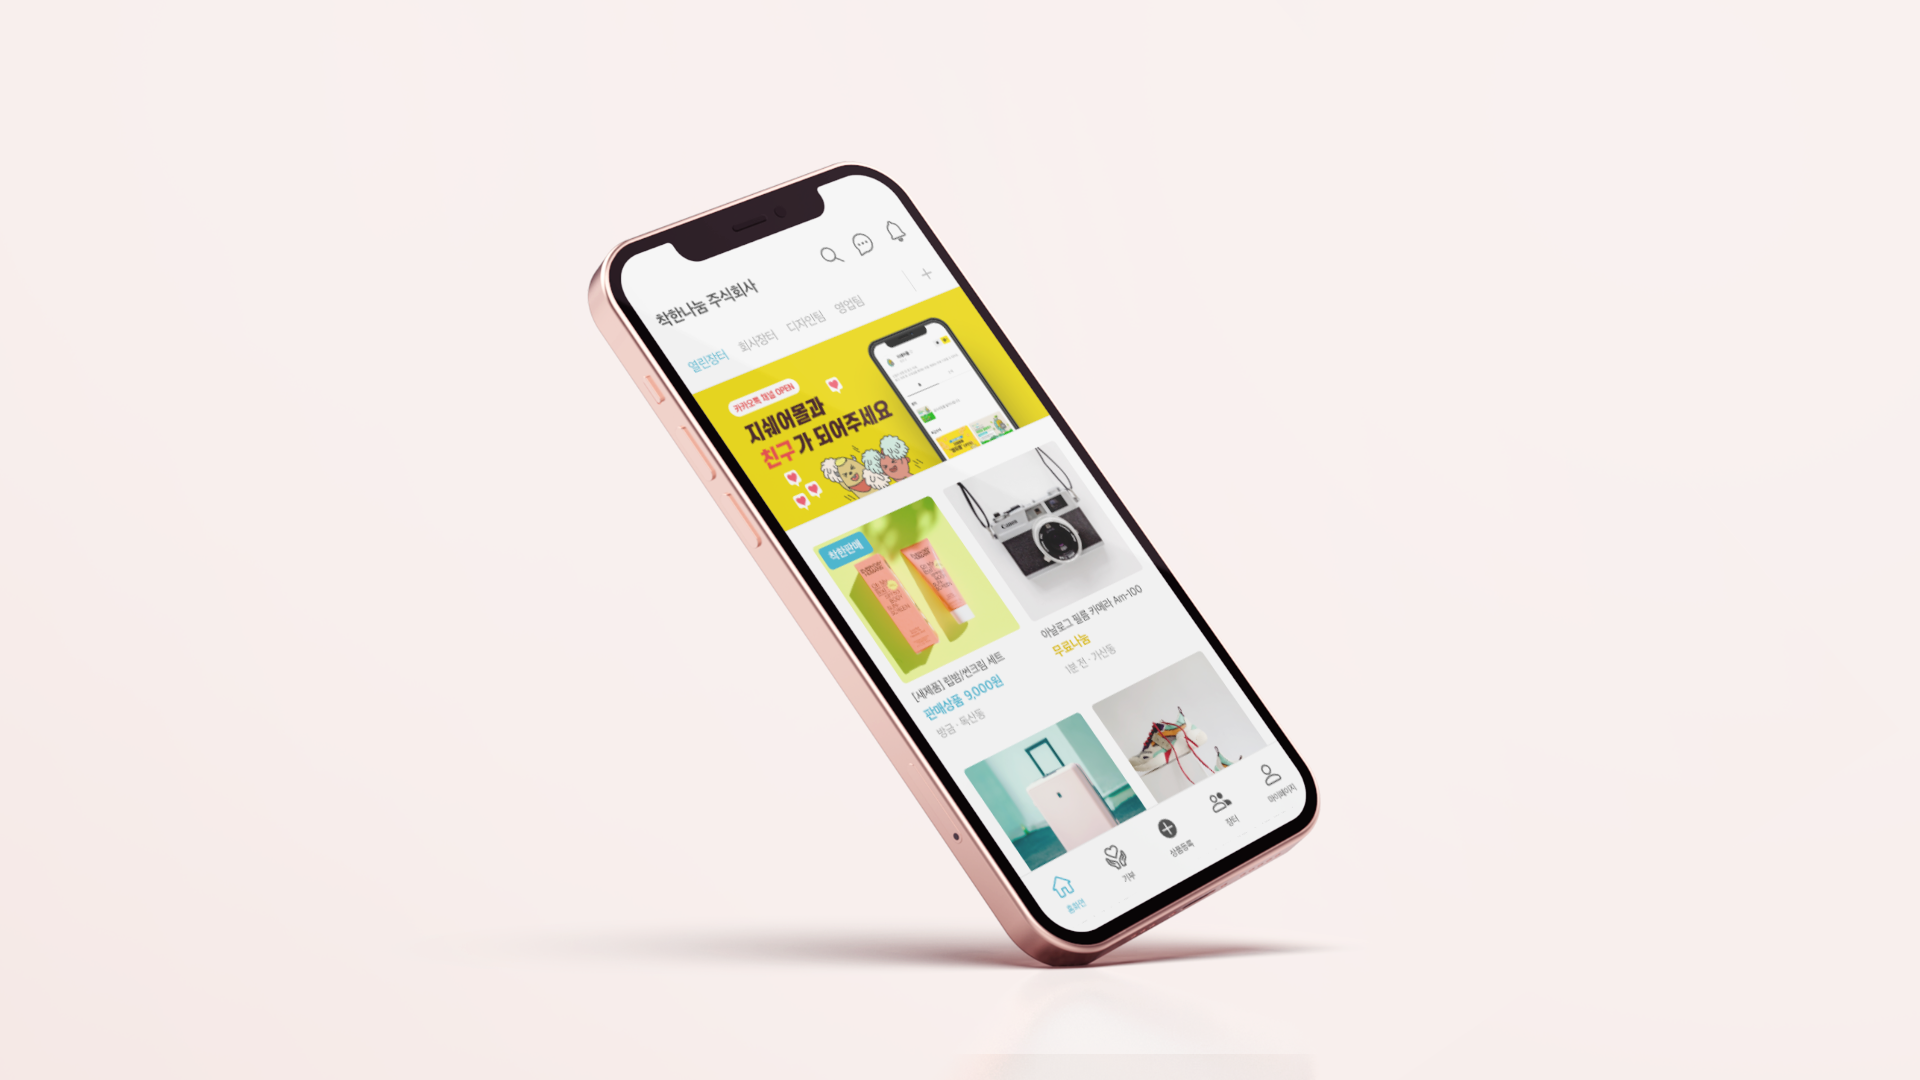 착한나눔 주식회사
열린장터 회사장터 디자인팀 영업팀
카카오톡 채널 OPEN
지쉐어몰과
친구가 되어주세요
착한판매
Canon
[새제품] 립밤/썬크림 세트
판매상품 9,000원
방금 · 독산동
아날로그 필름 카메라 Am-100
무료나눔
1분 전 · 가산동
홈화면
기부
상품등록
장터
마이페이지